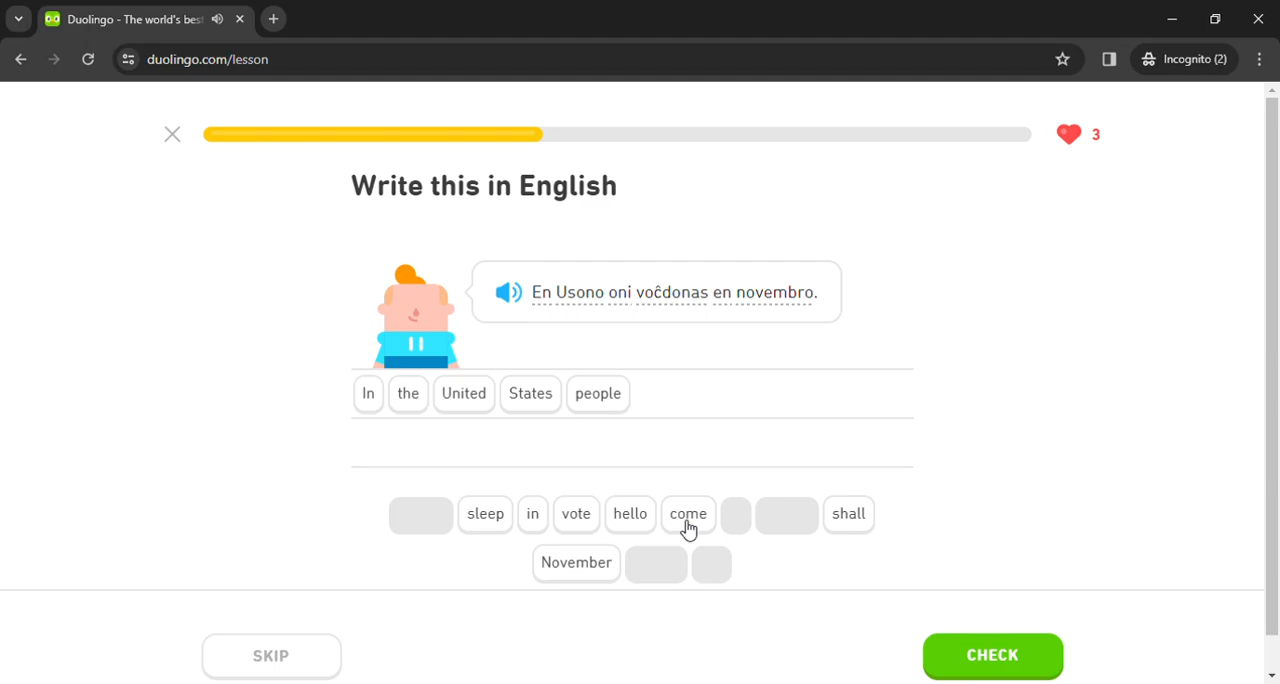 Duolingo - The world's best
duolingo.com/lesson
Incognito (2)
3
Write this in English
En Usono oni voĉdonas en novembro.
In the United States people
sleep in vote hello come shall
November
SKIP
CHECK